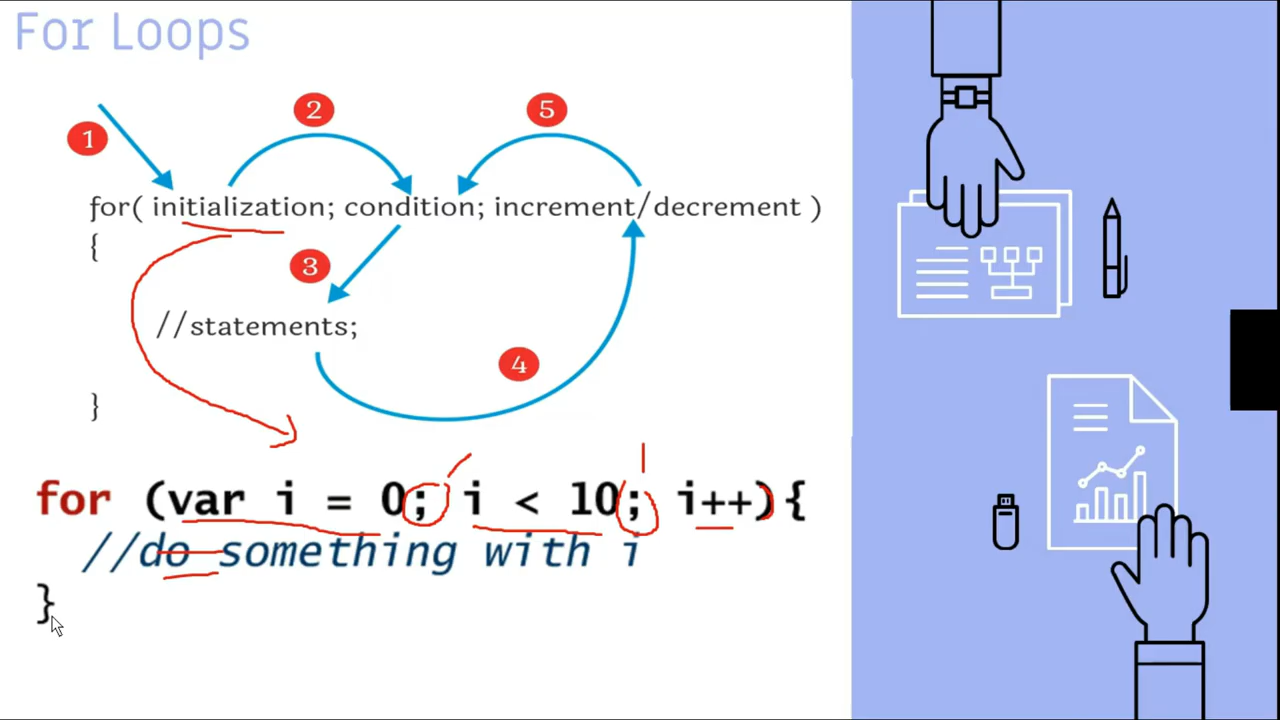 For Loops
1
2
5
for( initialization; condition; increment/decrement )
{
3
//statements;
4
}
for (var i = 0; i < 10; i++){
//do something with i
}